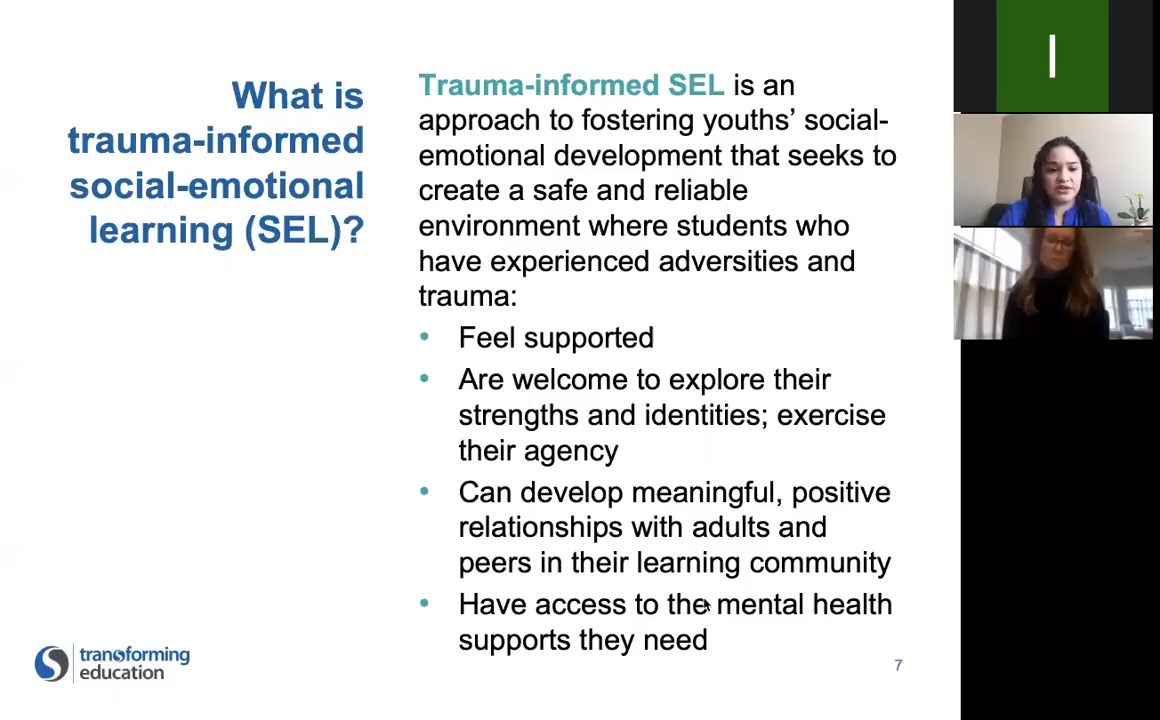 What is
trauma-informed
social-emotional
learning (SEL)?
Trauma-informed SEL is an
approach to fostering youths’ social-
emotional development that seeks to
create a safe and reliable
environment where students who
have experienced adversities and
trauma:
• Feel supported
• Are welcome to explore their
strengths and identities; exercise
their agency
• Can develop meaningful, positive
relationships with adults and
peers in their learning community
• Have access to the mental health
supports they need
transforming
education
7
I